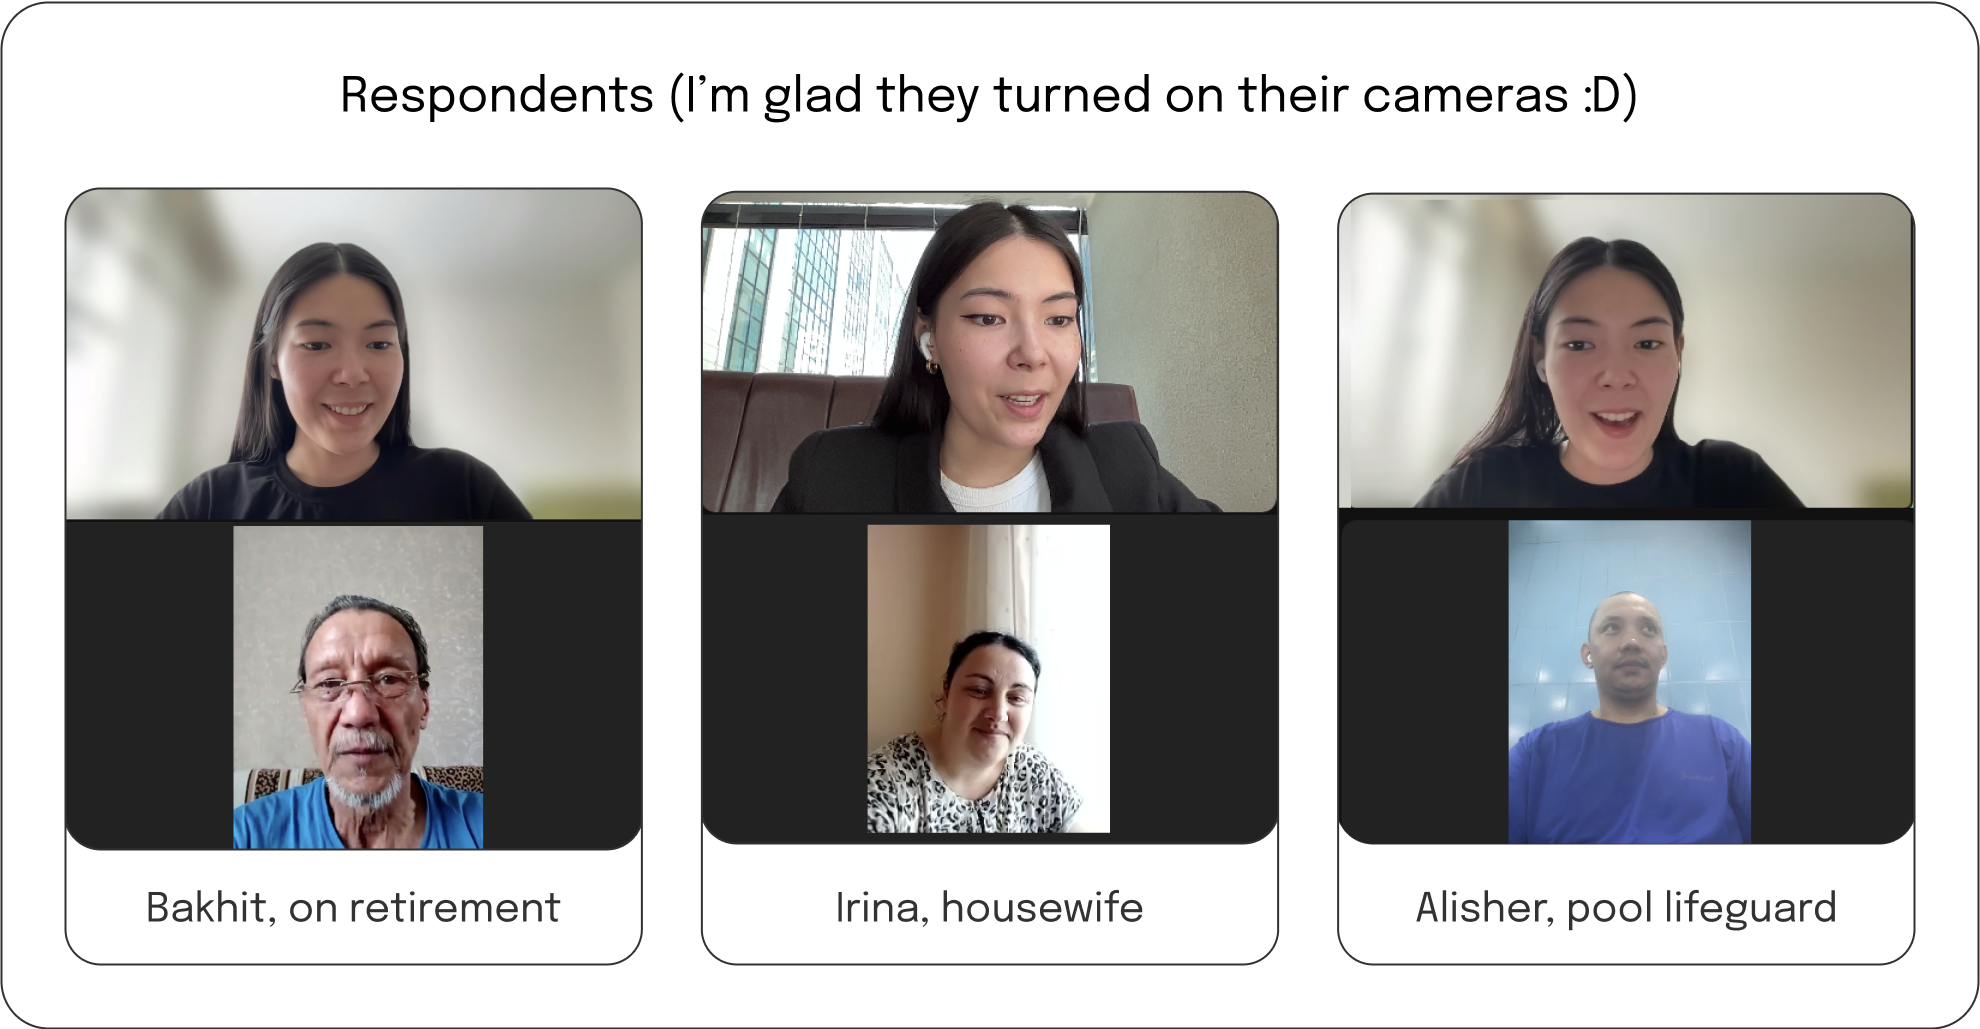 Respondents (I’m glad they turned on their cameras :D)
Bakhit, on retirement
Irina, housewife
Alisher, pool lifeguard